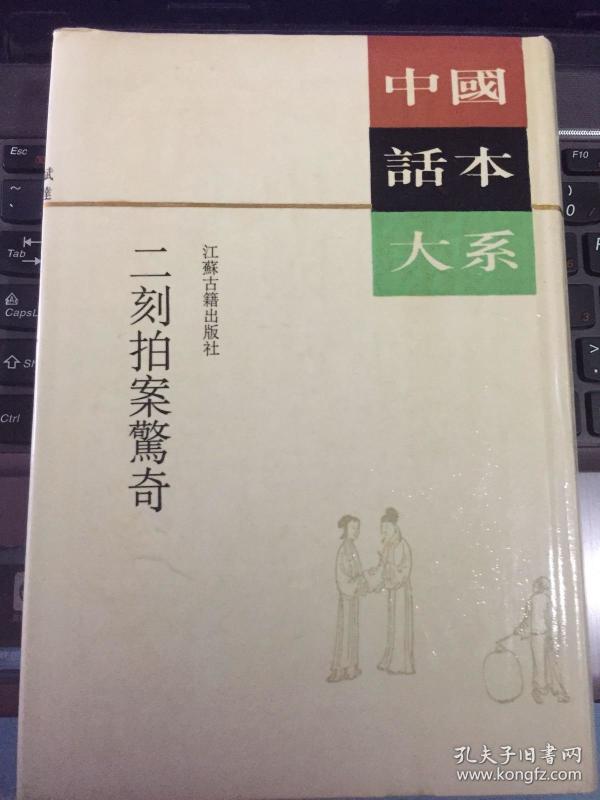 中國
話本
大系
江蘇古籍出版社
二刻拍案驚奇
Esc
Tab
CapsL
Shi
Ctrl
F10
孔夫子旧书网
www.kongfz.com